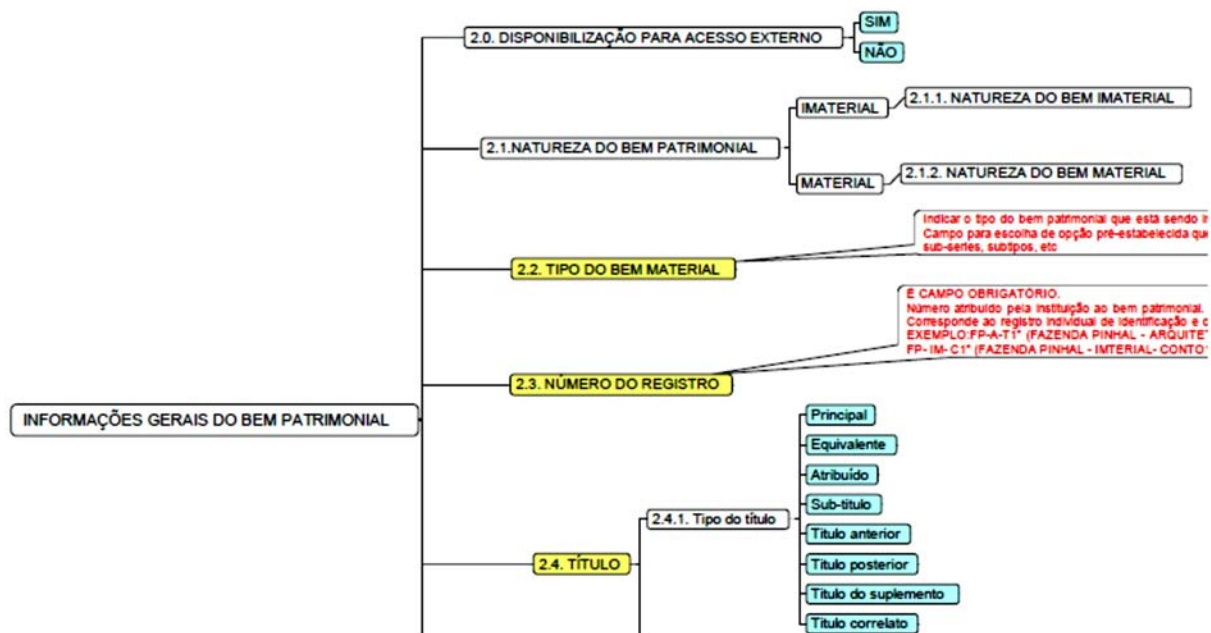 2.0. DISPONIBILIZAÇÃO PARA ACESSO EXTERNO
SIM
NÃO
2.1.NATUREZA DO BEM PATRIMONIAL
IMATERIAL
2.1.1. NATUREZA DO BEM IMATERIAL
MATERIAL
2.1.2. NATUREZA DO BEM MATERIAL
2.2. TIPO DO BEM MATERIAL
Indicar o tipo do bem patrimonial que está sendo
Campo para escolha de opção pré-estabelecida que
sub-series, subtipos, etc
2.3. NÚMERO DO REGISTRO
É CAMPO OBRIGATÓRIO.
Número atribuído pela Instituição ao bem patrimonial.
Corresponde ao registro individual de identificação e
EXEMPLO:FP-A-T1" (FAZENDA PINHAL - ARQUITET
FP- IM- C1" (FAZENDA PINHAL - IMTERIAL- CONTO
INFORMAÇÕES GERAIS DO BEM PATRIMONIAL
2.4. TÍTULO
2.4.1. Tipo do título
Principal
Equivalente
Atribuído
Sub-título
Título anterior
Título posterior
Título do suplemento
Título correlato